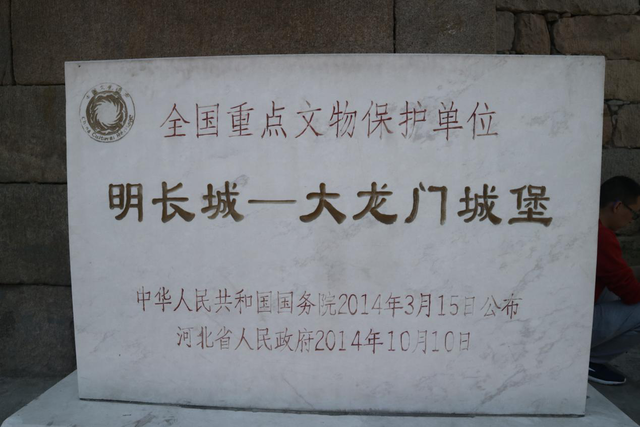 全国重点文物保护单位
明长城—大龙门城堡
中华人民共和国国务院2014年3月15日公布
河北省人民政府2014年10月10日